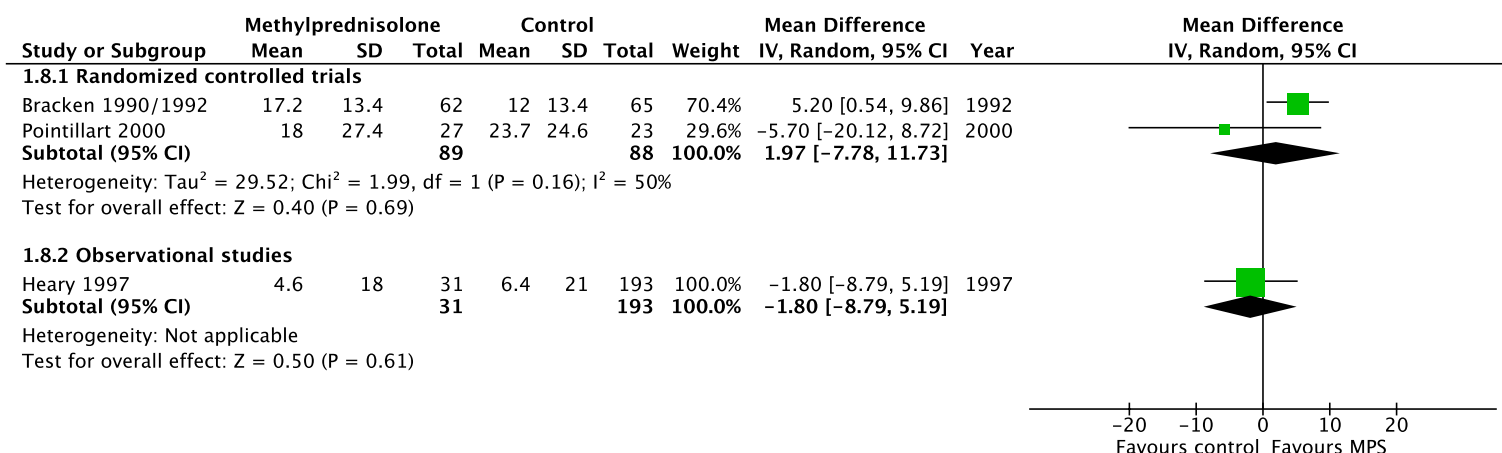 Methylprednisolone Control Mean Difference Mean Difference
Study or Subgroup Mean SD Total Mean SD Total Weight IV, Random, 95% CI Year IV, Random, 95% CI
1.8.1 Randomized controlled trials
Bracken 1990/1992 17.2 13.4 62 12 13.4 65 70.4% 5.20 [0.54, 9.86] 1992
Pointillart 2000 18 27.4 27 23.7 24.6 23 29.6% −5.70 [−20.12, 8.72] 2000
Subtotal (95% CI) 89 88 100.0% 1.97 [−7.78, 11.73]
Heterogeneity: Tau² = 29.52; Chi² = 1.99, df = 1 (P = 0.16); I² = 50%
Test for overall effect: Z = 0.40 (P = 0.69)
1.8.2 Observational studies
Heary 1997 4.6 18 31 6.4 21 193 100.0% −1.80 [−8.79, 5.19] 1997
Subtotal (95% CI) 31 193 100.0% −1.80 [−8.79, 5.19]
Heterogeneity: Not applicable
Test for overall effect: Z = 0.50 (P = 0.61)
−20 −10 0 10 20
Favours control Favours MPS